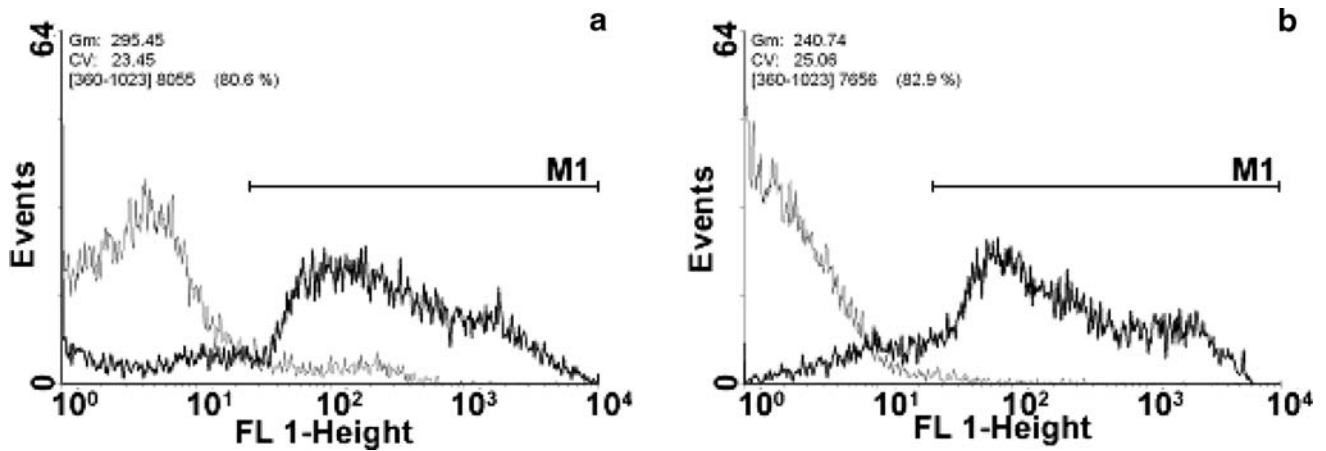 a
64
Gm: 295.45
CV: 23.45
[360-1023] 8055 (80.6 %)
M1
Events
0
10⁰ 10¹ 10² 10³ 10⁴
FL 1-Height
b
64
Gm: 240.74
CV: 25.06
[360-1023] 7656 (82.9 %)
M1
Events
0
10⁰ 10¹ 10² 10³ 10⁴
FL 1-Height